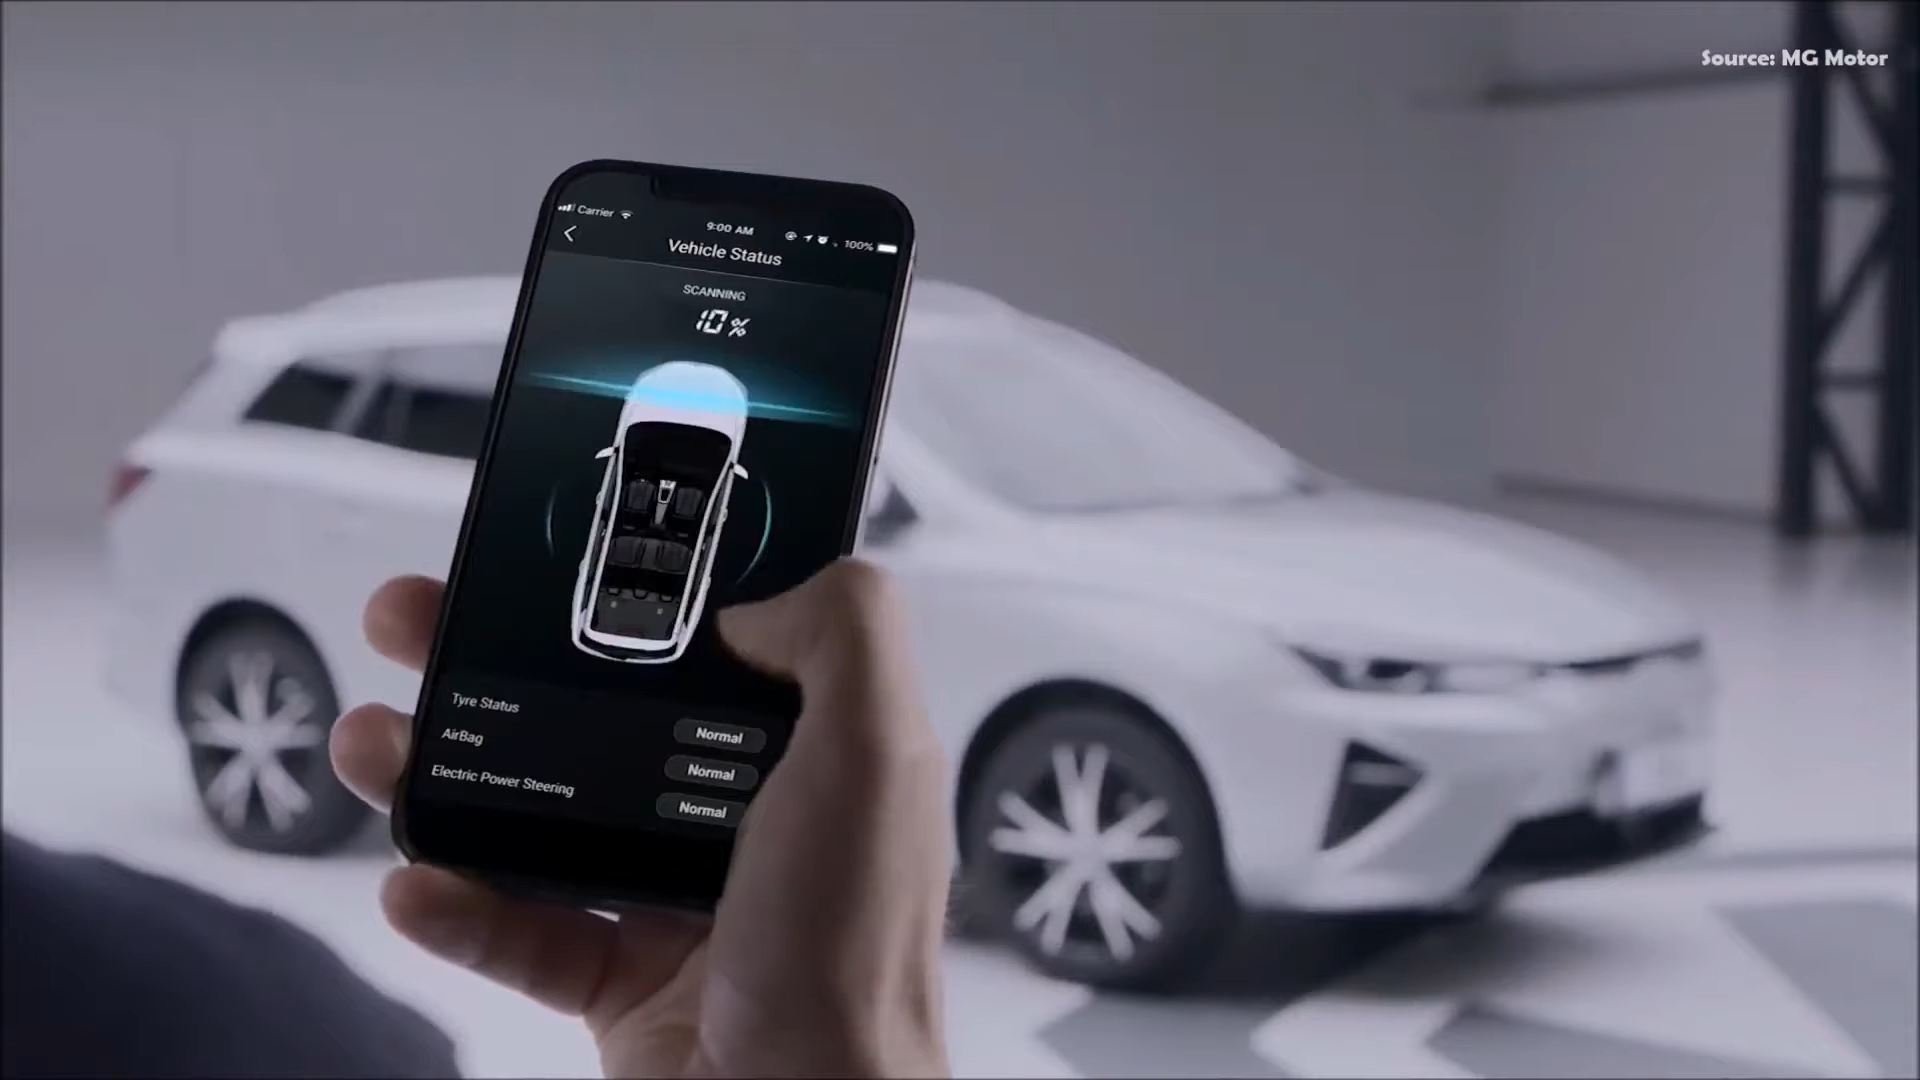 Source: MG Motor
Carrier
9:00 AM
100%
Vehicle Status
SCANNING
10%
Tyre Status
Normal
AirBag
Normal
Electric Power Steering
Normal